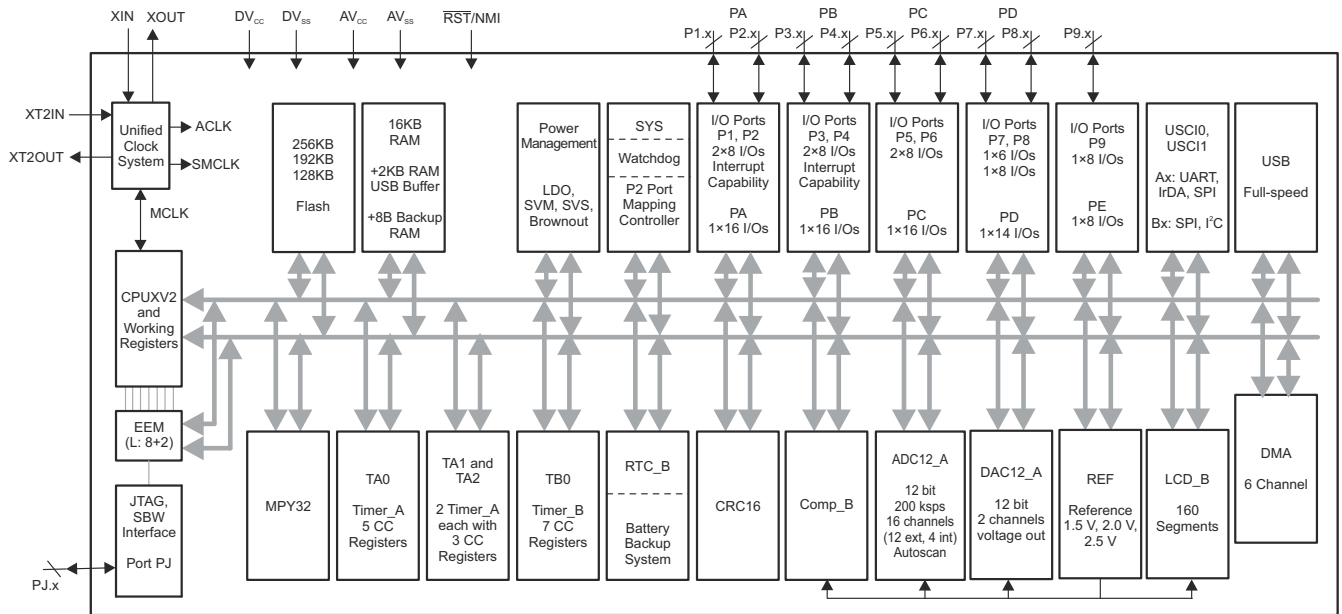 XIN
XOUT
DVCC
DVSS
AVCC
AVSS
RST/NMI
PA
P1.x
P2.x
PB
P3.x
P4.x
PC
P5.x
P6.x
PD
P7.x
P8.x
P9.x
XT2IN
XT2OUT
Unified
Clock
System
ACLK
SMCLK
MCLK
256KB
192KB
128KB
Flash
16KB
RAM
+2KB RAM
USB Buffer
+8B Backup
RAM
Power
Management
LDO,
SVM, SVS,
Brownout
SYS
Watchdog
P2 Port
Mapping
Controller
I/O Ports
P1, P2
2×8 I/Os
Interrupt
Capability
PA
1×16 I/Os
I/O Ports
P3, P4
2×8 I/Os
Interrupt
Capability
PB
1×16 I/Os
I/O Ports
P5, P6
2×8 I/Os
PC
1×16 I/Os
I/O Ports
P7, P8
1×6 I/Os
1×8 I/Os
PD
1×14 I/Os
I/O Ports
P9
1×8 I/Os
PE
1×8 I/Os
USCI0,
USCI1
Ax: UART,
IrDA, SPI
Bx: SPI, I²C
USB
Full-speed
CPUXV2
and
Working
Registers
EEM
(L: 8+2)
JTAG,
SBW
Interface
Port PJ
PJ.x
MPY32
TA0
Timer_A
5 CC
Registers
TA1 and
TA2
2 Timer_A
each with
3 CC
Registers
TB0
Timer_B
7 CC
Registers
RTC_B
Battery
Backup
System
CRC16
Comp_B
ADC12_A
12 bit
200 ksps
16 channels
(12 ext, 4 int)
Autoscan
DAC12_A
12 bit
2 channels
voltage out
REF
Reference
1.5 V, 2.0 V,
2.5 V
LCD_B
160
Segments
DMA
6 Channel